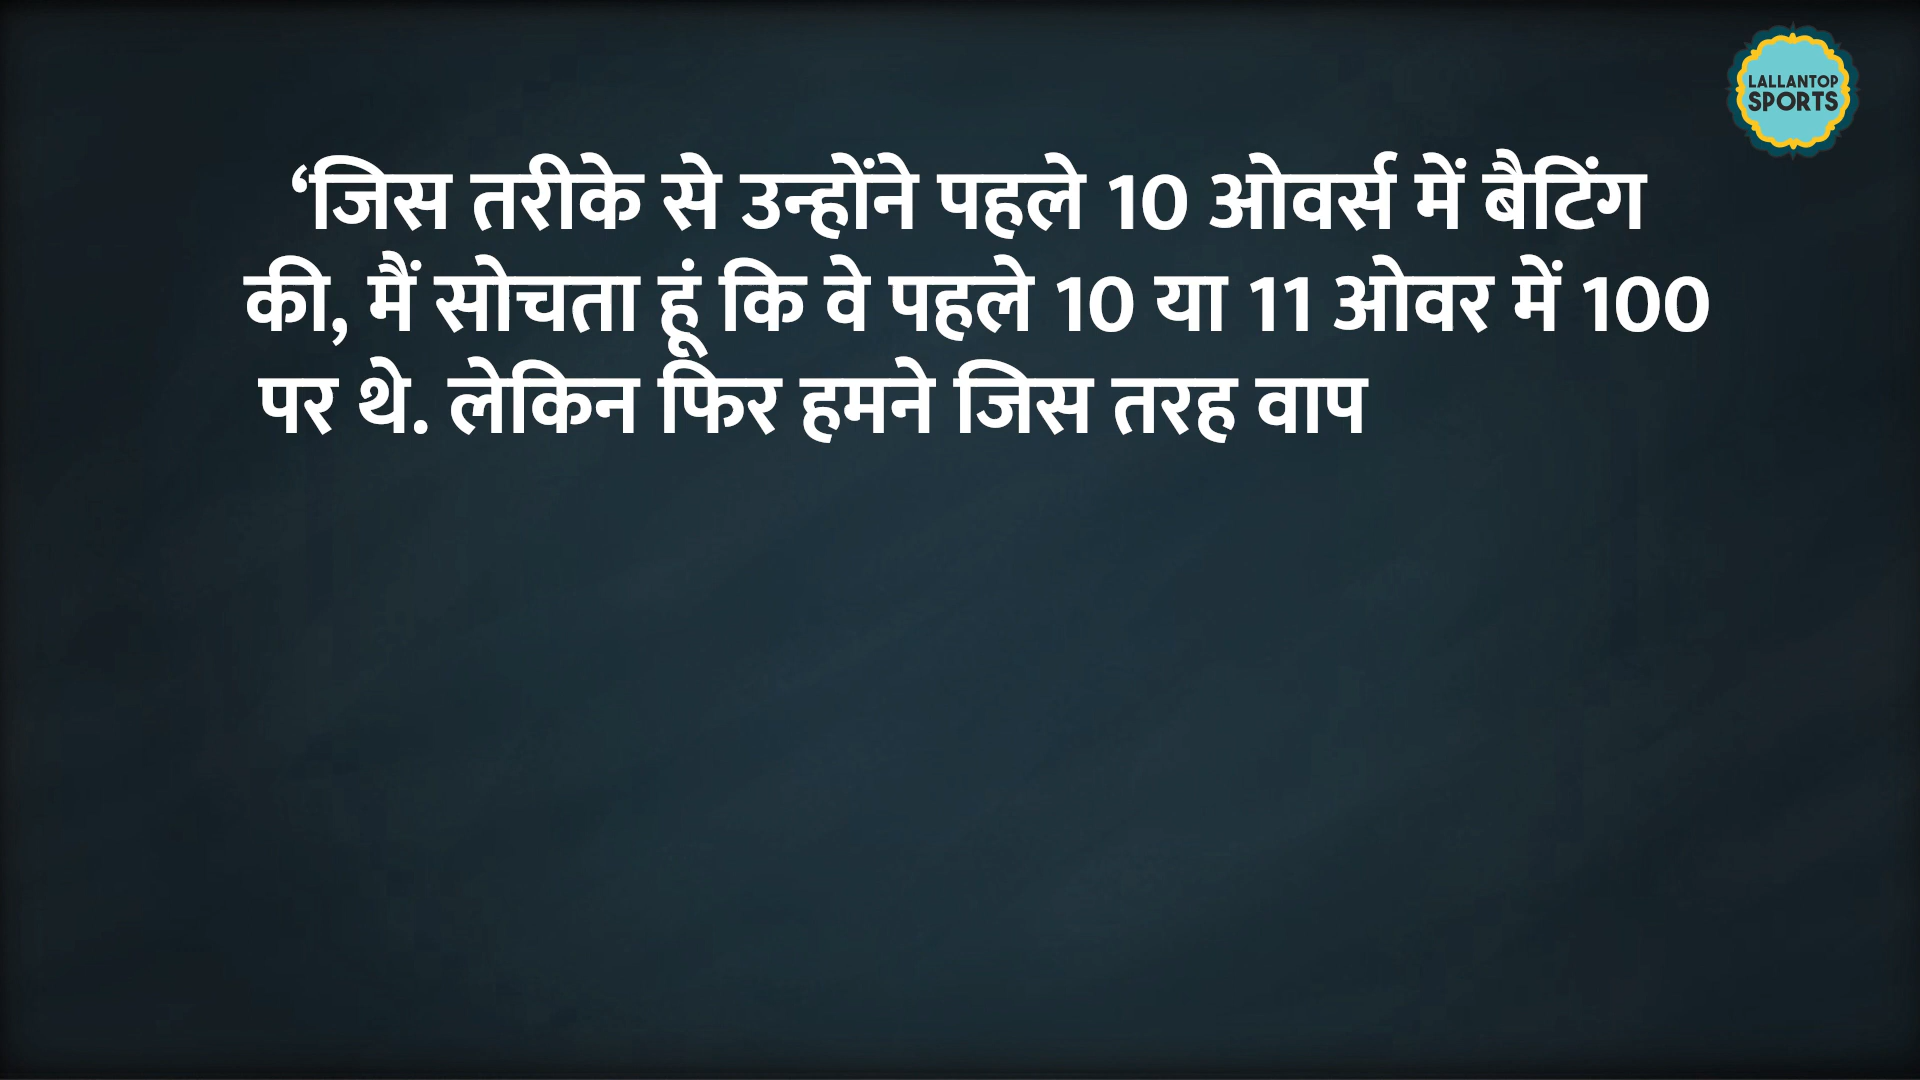 LALLANTOP
SPORTS
‘जिस तरीके से उन्होंने पहले 10 ओवर्स में बैटिंग
की, मैं सोचता हूं कि वे पहले 10 या 11 ओवर में 100
पर थे. लेकिन फिर हमने जिस तरह वाप